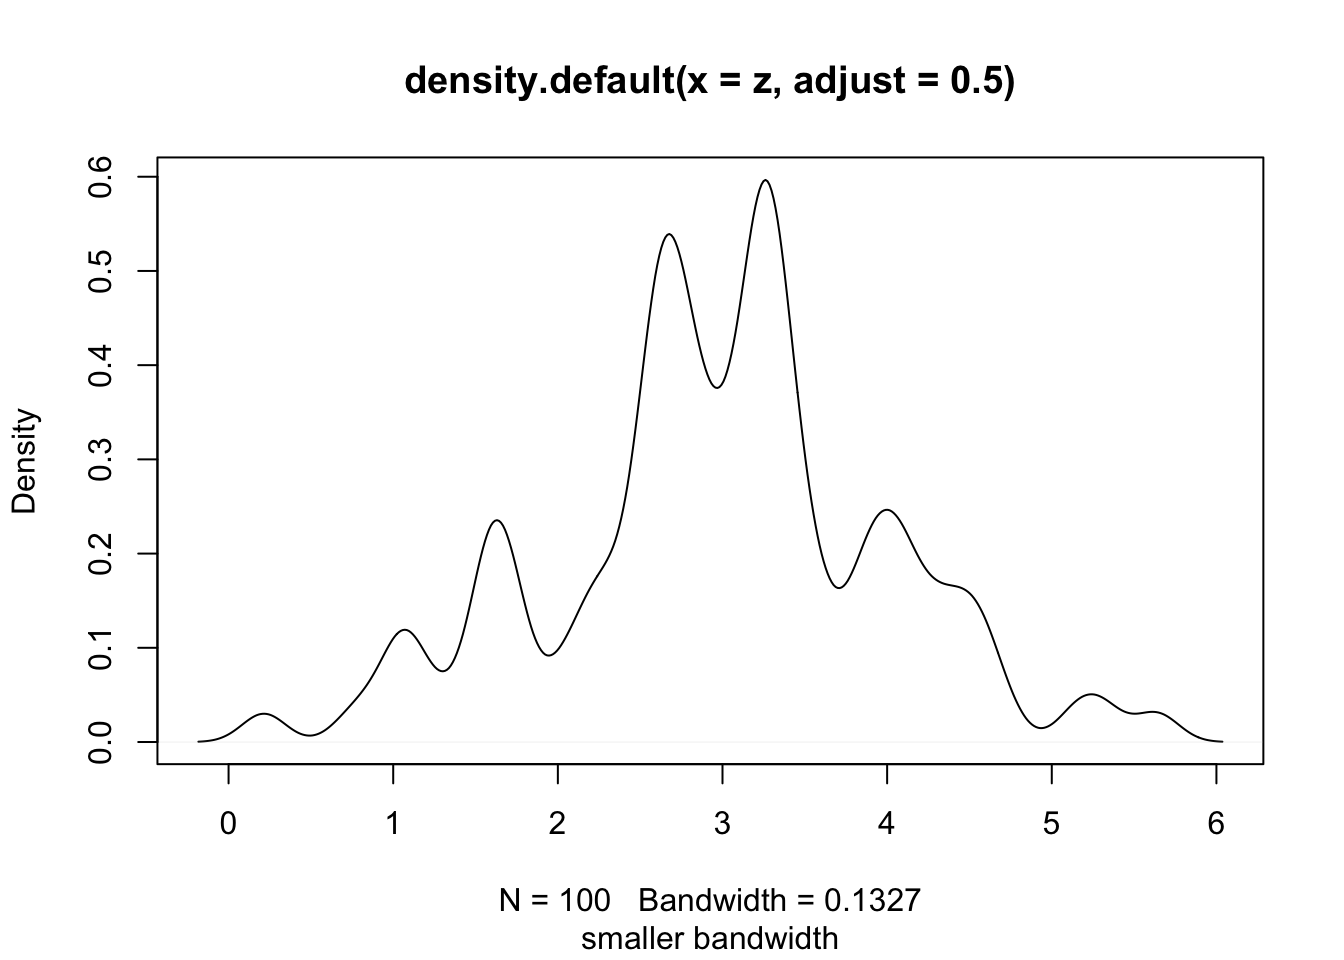 density.default(x = z, adjust = 0.5)
Density
0.6
0.5
0.4
0.3
0.2
0.1
0.0
0 1 2 3 4 5 6
N = 100 Bandwidth = 0.1327
smaller bandwidth